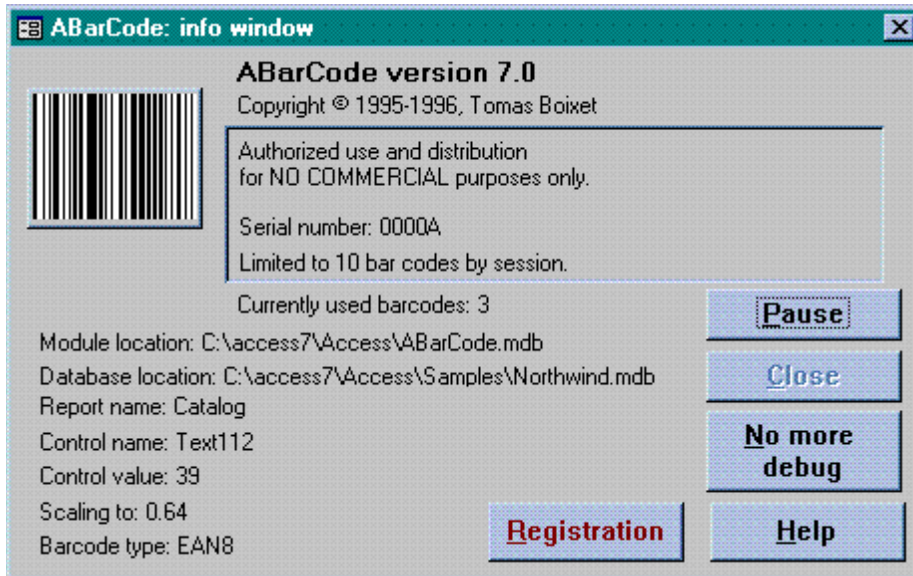 ABarCode: info window
ABarCode version 7.0
Copyright © 1995-1996, Tomas Boixet
Authorized use and distribution
for NO COMMERCIAL purposes only.
Serial number: 0000A
Limited to 10 bar codes by session.
Currently used barcodes: 3
Pause
Module location: C:\access7\Access\ABarCode.mdb
Database location: C:\access7\Access\Samples\Northwind.mdb
Close
Report name: Catalog
Control name: Text112
No more
debug
Control value: 39
Scaling to: 0.64
Barcode type: EAN8
Registration
Help